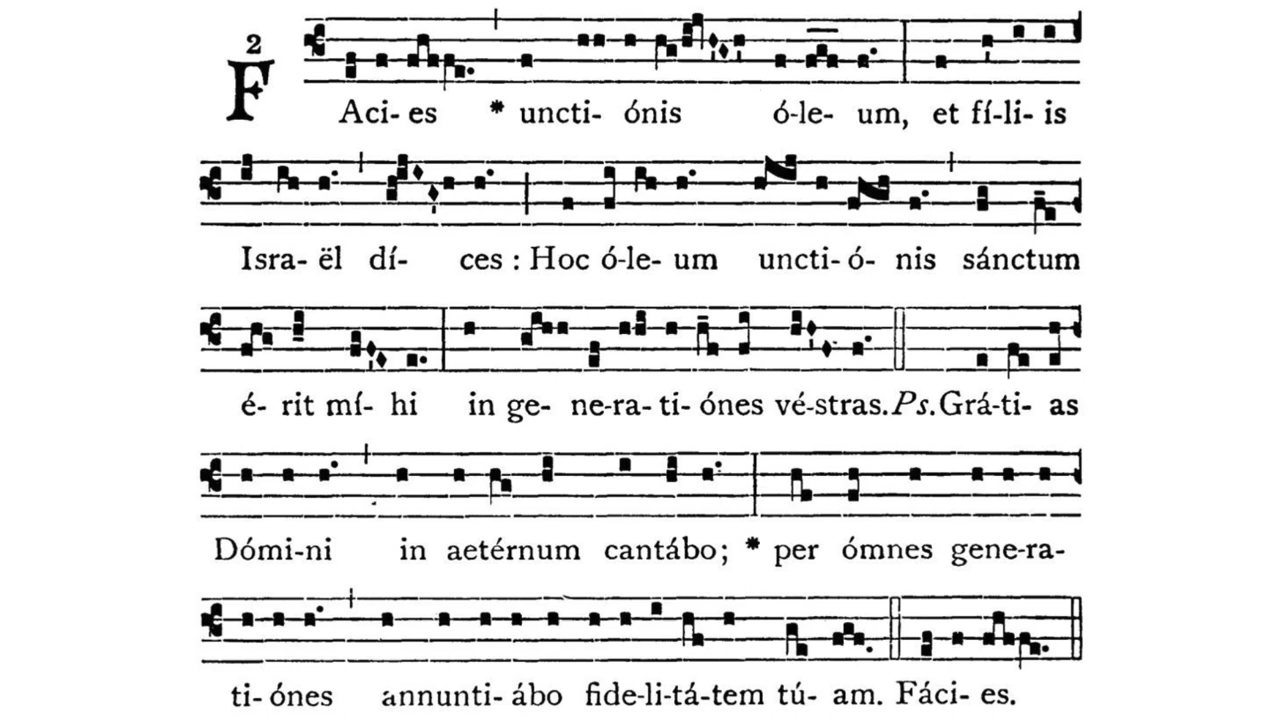 2
FAci- es * uncti- ónis ó-le- um, et fí-li- is
Isra- ël dí- ces : Hoc ó-le- um uncti- ó- nis sánctum
é- rit mí- hi in ge- ne-ra- ti- ónes vé-stras. Ps. Grá-ti- as
Dómi-ni in aetérnum cantábo; * per ómnes gene-ra-
ti- ónes annunti- ábo fide-li-tá-tem tú- am. Fáci- es.